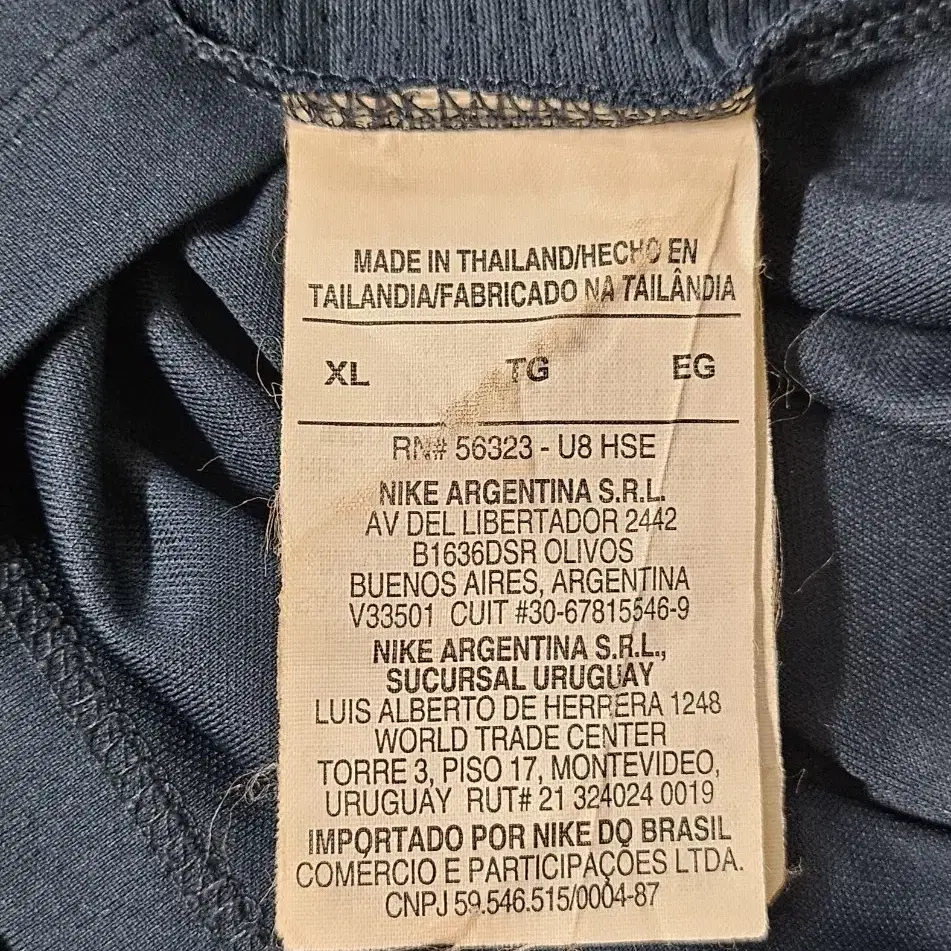 MADE IN THAILAND/HECHO EN
TAILANDIA/FABRICADO NA TAILÂNDIA
XL TG EG
RN# 56323 - U8 HSE
NIKE ARGENTINA S.R.L.
AV DEL LIBERTADOR 2442
B1636DSR OLIVOS
BUENOS AIRES, ARGENTINA
V33501 CUIT #30-67815546-9
NIKE ARGENTINA S.R.L.,
SUCURSAL URUGUAY
LUIS ALBERTO DE HERRERA 1248
WORLD TRADE CENTER
TORRE 3, PISO 17, MONTEVIDEO,
URUGUAY RUT# 21 324024 0019
IMPORTADO POR NIKE DO BRASIL
COMÉRCIO E PARTICIPAÇÕES LTDA.
CNPJ 59.546.515/0004-87